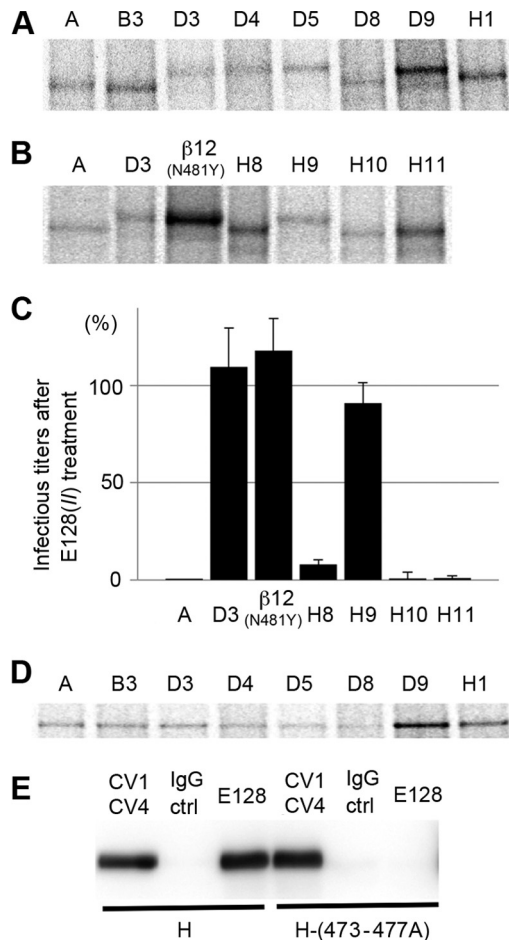 A
A B3 D3 D4 D5 D8 D9 H1
B
A D3 β12 (N481Y) H8 H9 H10 H11
C
(%)
100
50
0
Infectious titers after
E128(II) treatment
A D3 β12 (N481Y) H8 H9 H10 H11
D
A B3 D3 D4 D5 D8 D9 H1
E
CV1 IgG E128 CV1 IgG E128
CV4 ctrl CV4 ctrl
H H-(473-477A)